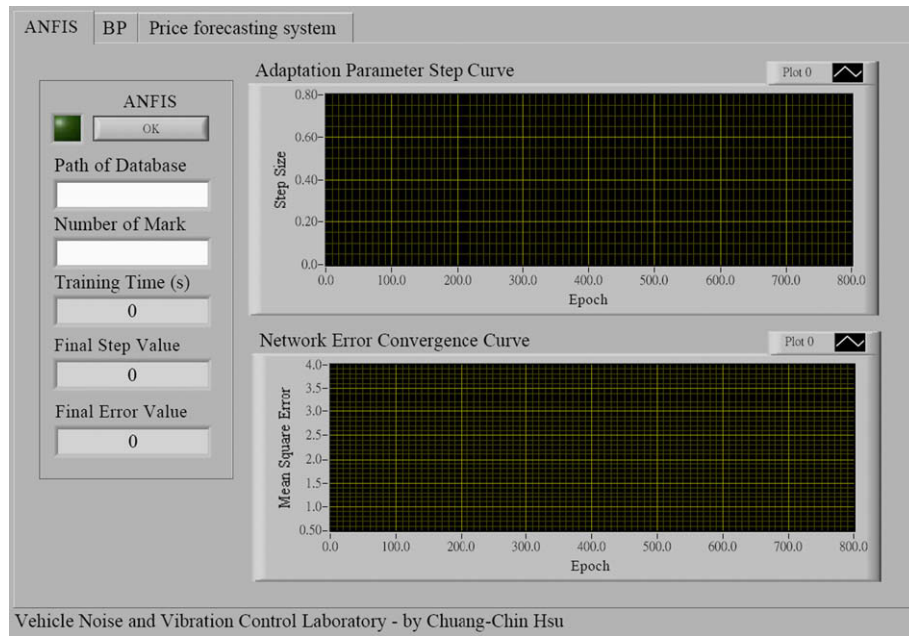 ANFIS BP Price forecasting system
ANFIS
OK
Path of Database
Number of Mark
Training Time (s)
0
Final Step Value
0
Final Error Value
0
Adaptation Parameter Step Curve
Plot 0
Step Size
0.80
0.60
0.40
0.20
0.0
0.0 100.0 200.0 300.0 400.0 500.0 600.0 700.0 800.0
Epoch
Network Error Convergence Curve
Plot 0
Mean Square Error
4.0
3.5
3.0
2.5
2.0
1.5
1.0
0.50
0.0 100.0 200.0 300.0 400.0 500.0 600.0 700.0 800.0
Epoch
Vehicle Noise and Vibration Control Laboratory - by Chuang-Chin Hsu